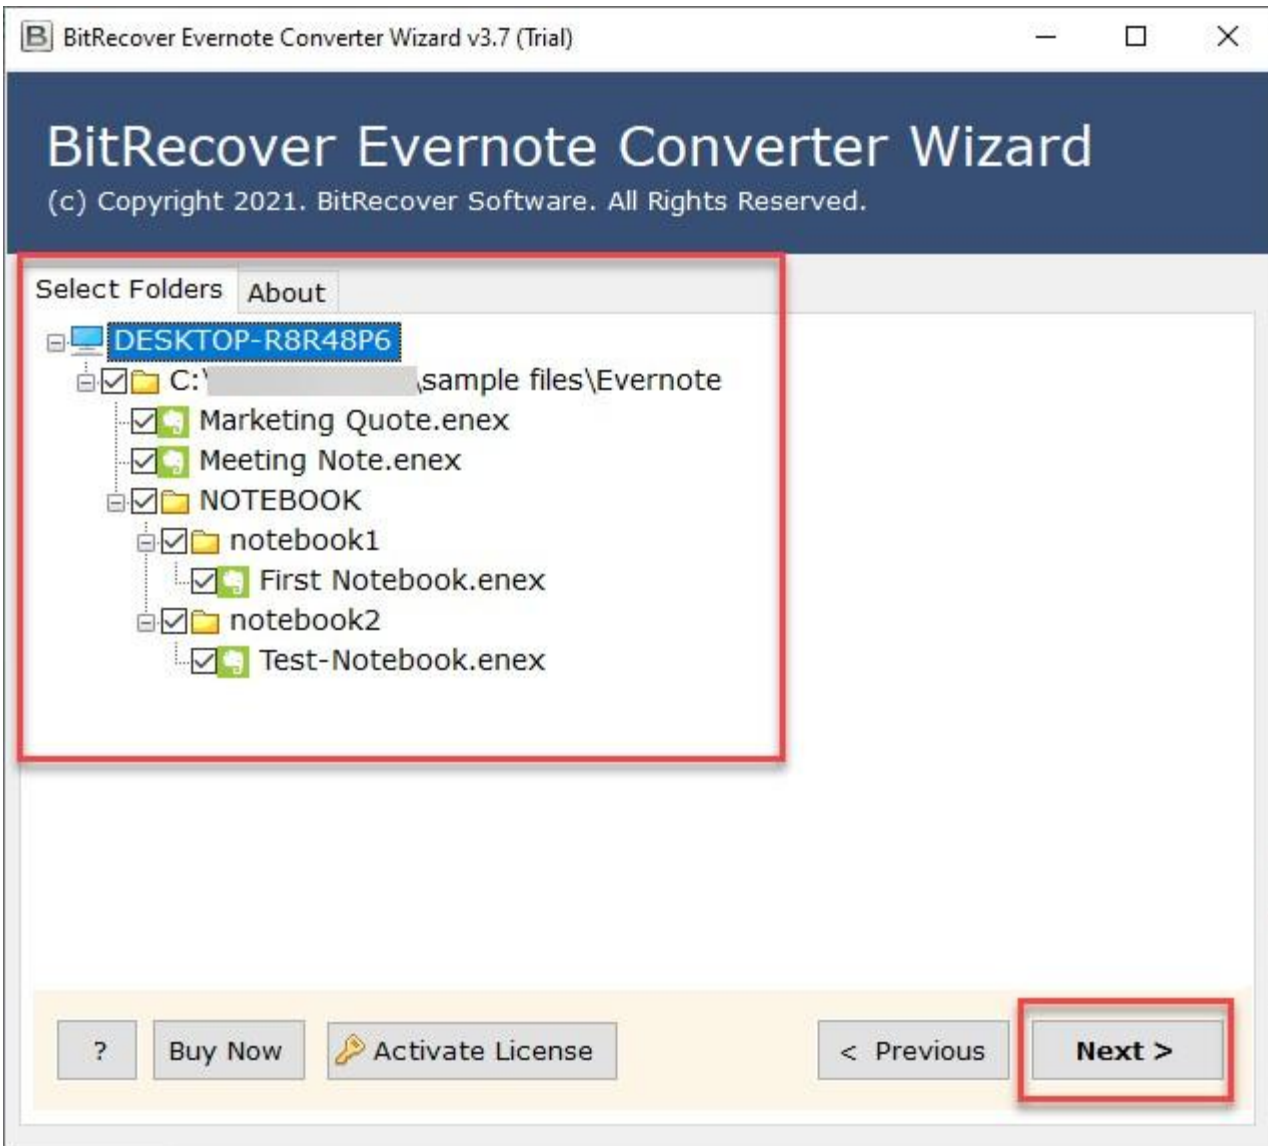 BitRecover Evernote Converter Wizard v3.7 (Trial)
BitRecover Evernote Converter Wizard
(c) Copyright 2021. BitRecover Software. All Rights Reserved.
Select Folders About
DESKTOP-R8R48P6
C:\ \sample files\Evernote
Marketing Quote.enex
Meeting Note.enex
NOTEBOOK
notebook1
First Notebook.enex
notebook2
Test-Notebook.enex
? Buy Now Activate License < Previous Next >